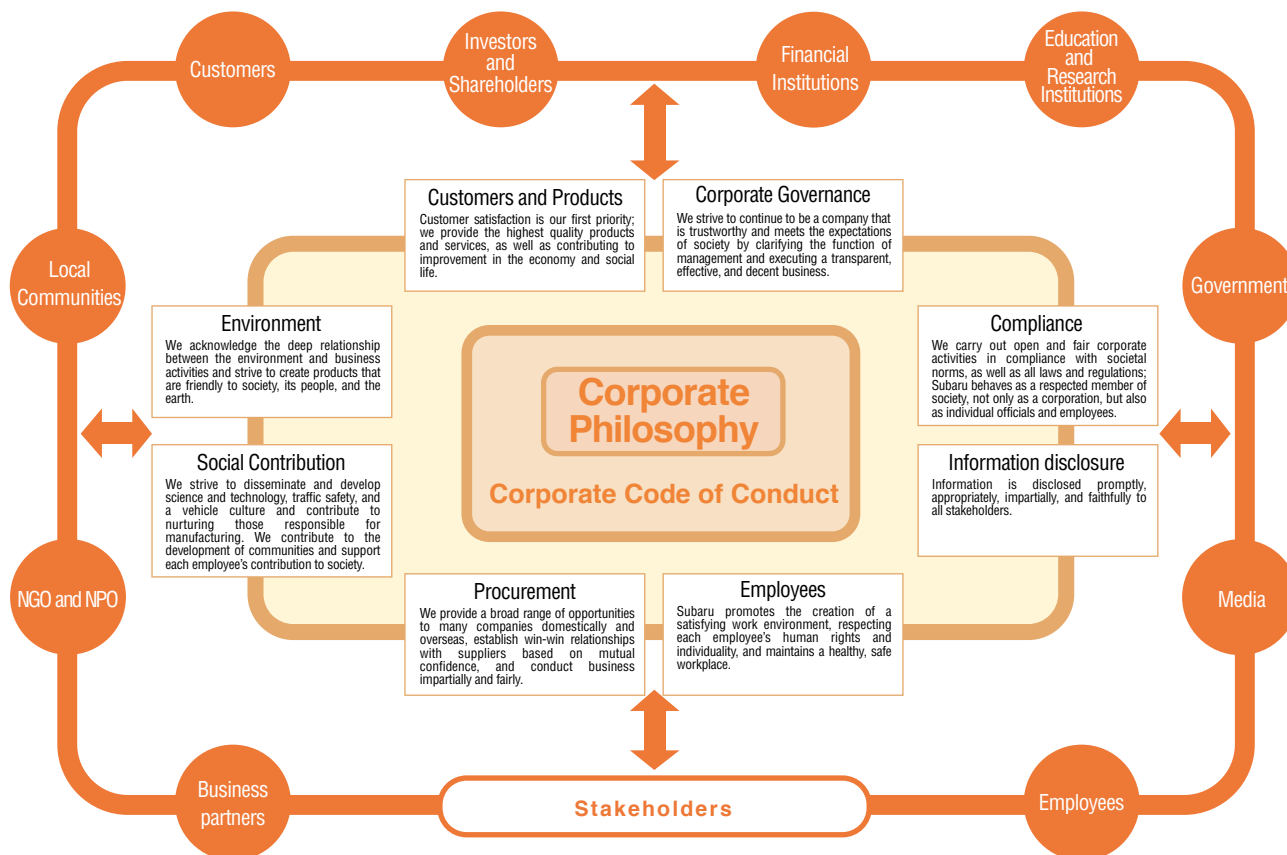 Customers
Investors
and
Shareholders
Financial
Institutions
Education
and
Research
Institutions
Customers and Products
Customer satisfaction is our first priority;
we provide the highest quality products
and services, as well as contributing to
improvement in the economy and social
life.
Corporate Governance
We strive to continue to be a company that
is trustworthy and meets the expectations
of society by clarifying the function of
management and executing a transparent,
effective, and decent business.
Local
Communities
Government
Environment
We acknowledge the deep relationship
between the environment and business
activities and strive to create products that
are friendly to society, its people, and the
earth.
Compliance
We carry out open and fair corporate
activities in compliance with societal
norms, as well as all laws and regulations;
Subaru behaves as a respected member of
society, not only as a corporation, but also
as individual officials and employees.
Corporate
Philosophy
Corporate Code of Conduct
Social Contribution
We strive to disseminate and develop
science and technology, traffic safety, and
a vehicle culture and contribute to
nurturing those responsible for
manufacturing. We contribute to the
development of communities and support
each employee's contribution to society.
Information disclosure
Information is disclosed promptly,
appropriately, impartially, and faithfully to
all stakeholders.
NGO and NPO
Media
Procurement
We provide a broad range of opportunities
to many companies domestically and
overseas, establish win-win relationships
with suppliers based on mutual
confidence, and conduct business
impartially and fairly.
Employees
Subaru promotes the creation of a
satisfying work environment, respecting
each employee's human rights and
individuality, and maintains a healthy, safe
workplace.
Business
partners
Stakeholders
Employees